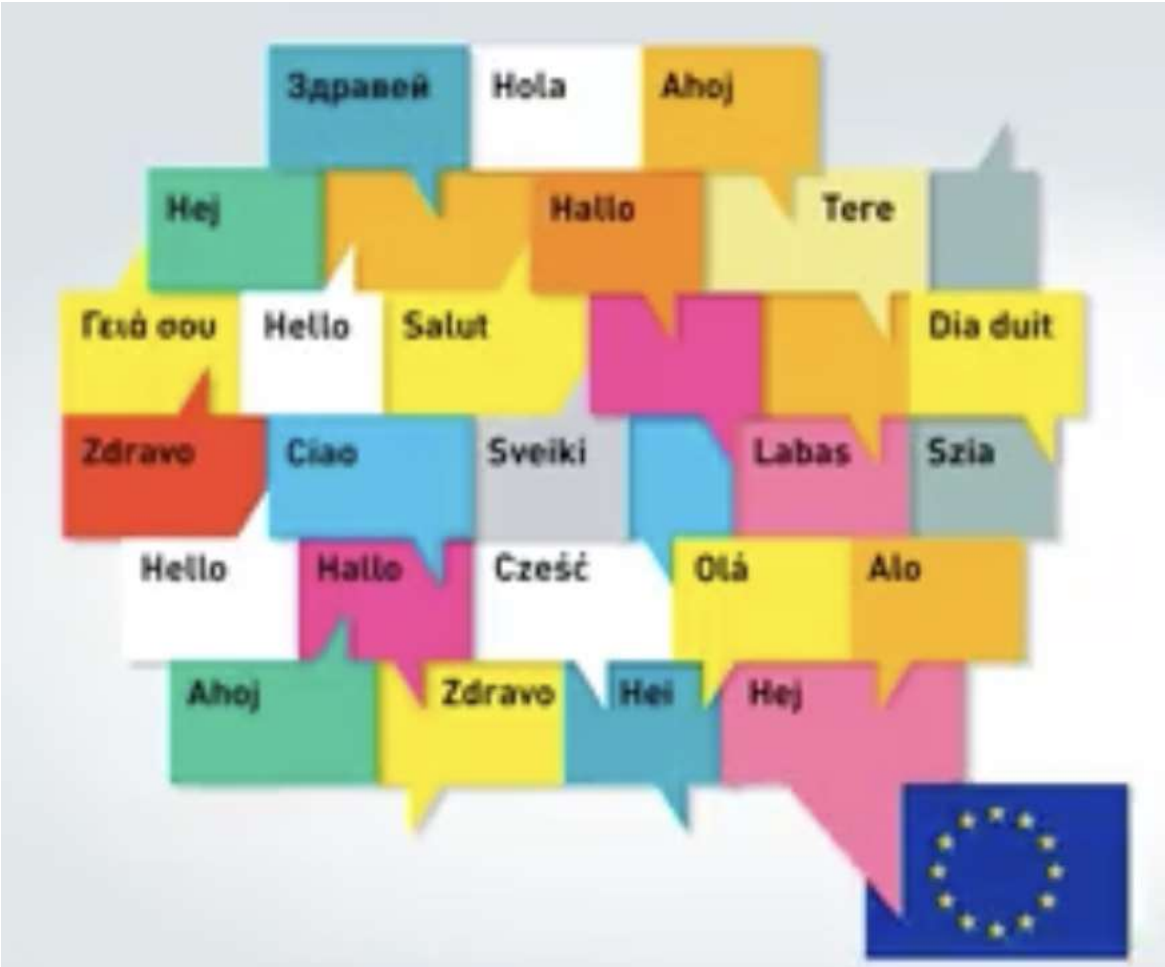 Здравей Hola Ahoj
Hej Hallo Tere
Γειά σου Hello Salut Dia duit
Zdravo Ciao Sveiki Labas Szia
Hello Hallo Cześć Olá Alo
Ahoj Zdravo Hei Hej